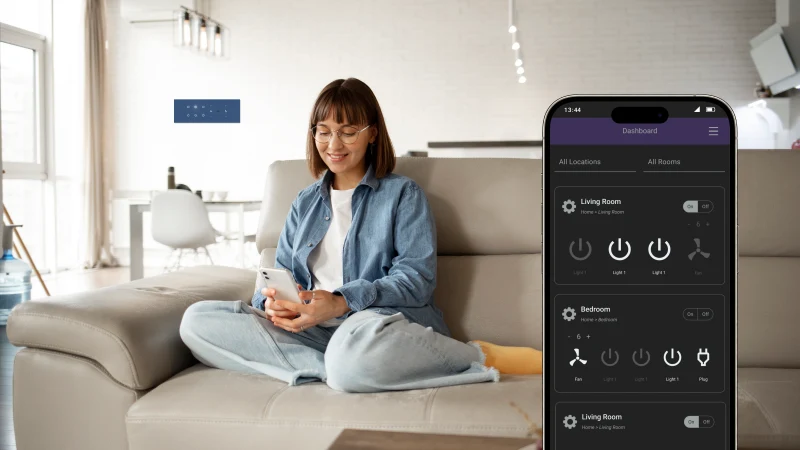 13:44
Dashboard
All Locations
All Rooms
Living Room
Home > Living Room
On Off
- 6 +
Light 1
Light 1
Light 1
Fan
Bedroom
Home > Bedroom
On Off
- 6 +
Fan
Light 1
Light 1
Light 1
Plug
Living Room
Home > Living Room
On Off